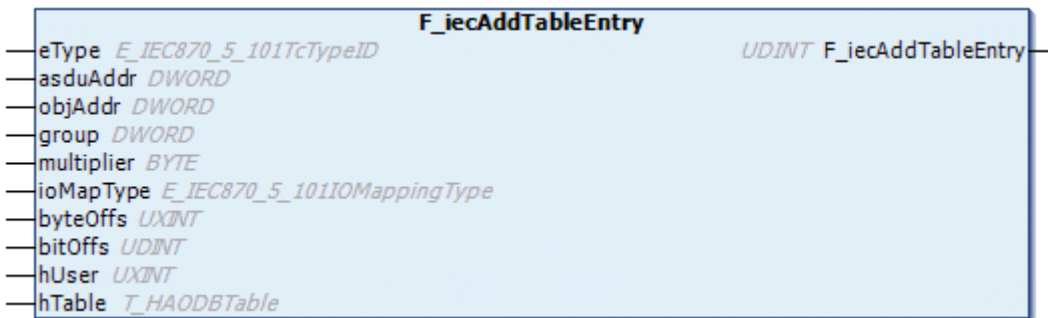 F_iecAddTableEntry
eType E_IEC870_5_101TcTypeID UDINT F_iecAddTableEntry
asduAddr DWORD
objAddr DWORD
group DWORD
multiplier BYTE
ioMapType E_IEC870_5_101IOMappingType
byteOffs UXINT
bitOffs UDINT
hUser UXINT
hTable T_HAODBTable